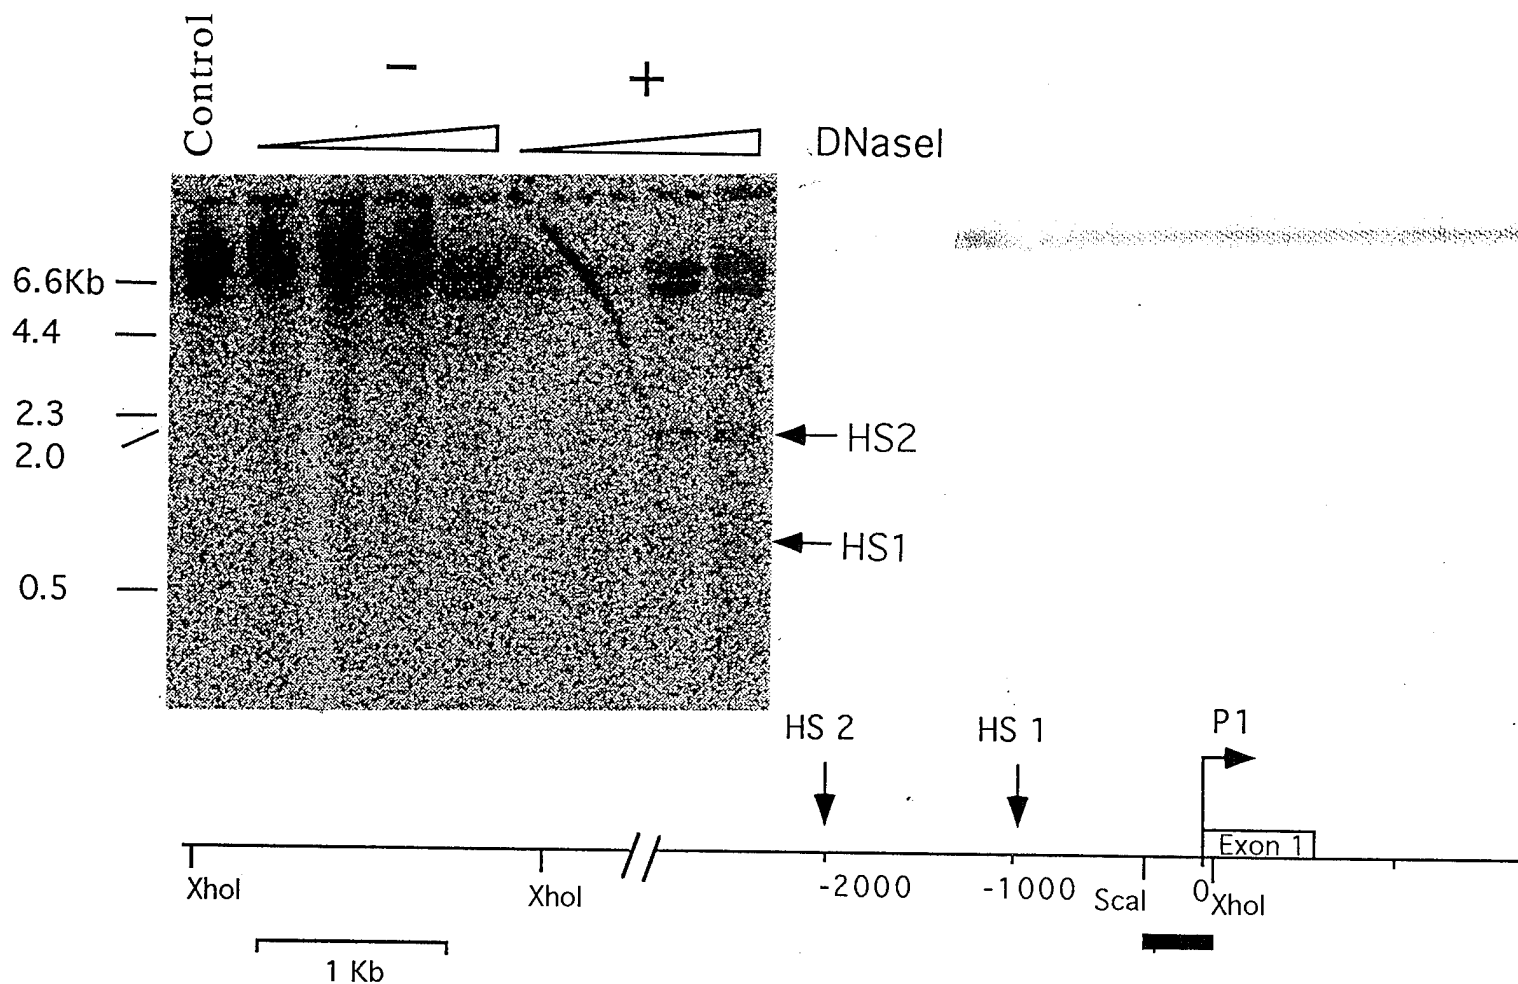 Control
− +
DNaseI
6.6Kb
4.4
2.3
2.0
0.5
HS2
HS1
HS 2 HS 1 P1
Exon 1
XhoI XhoI -2000 -1000 ScaI 0 XhoI
1 Kb